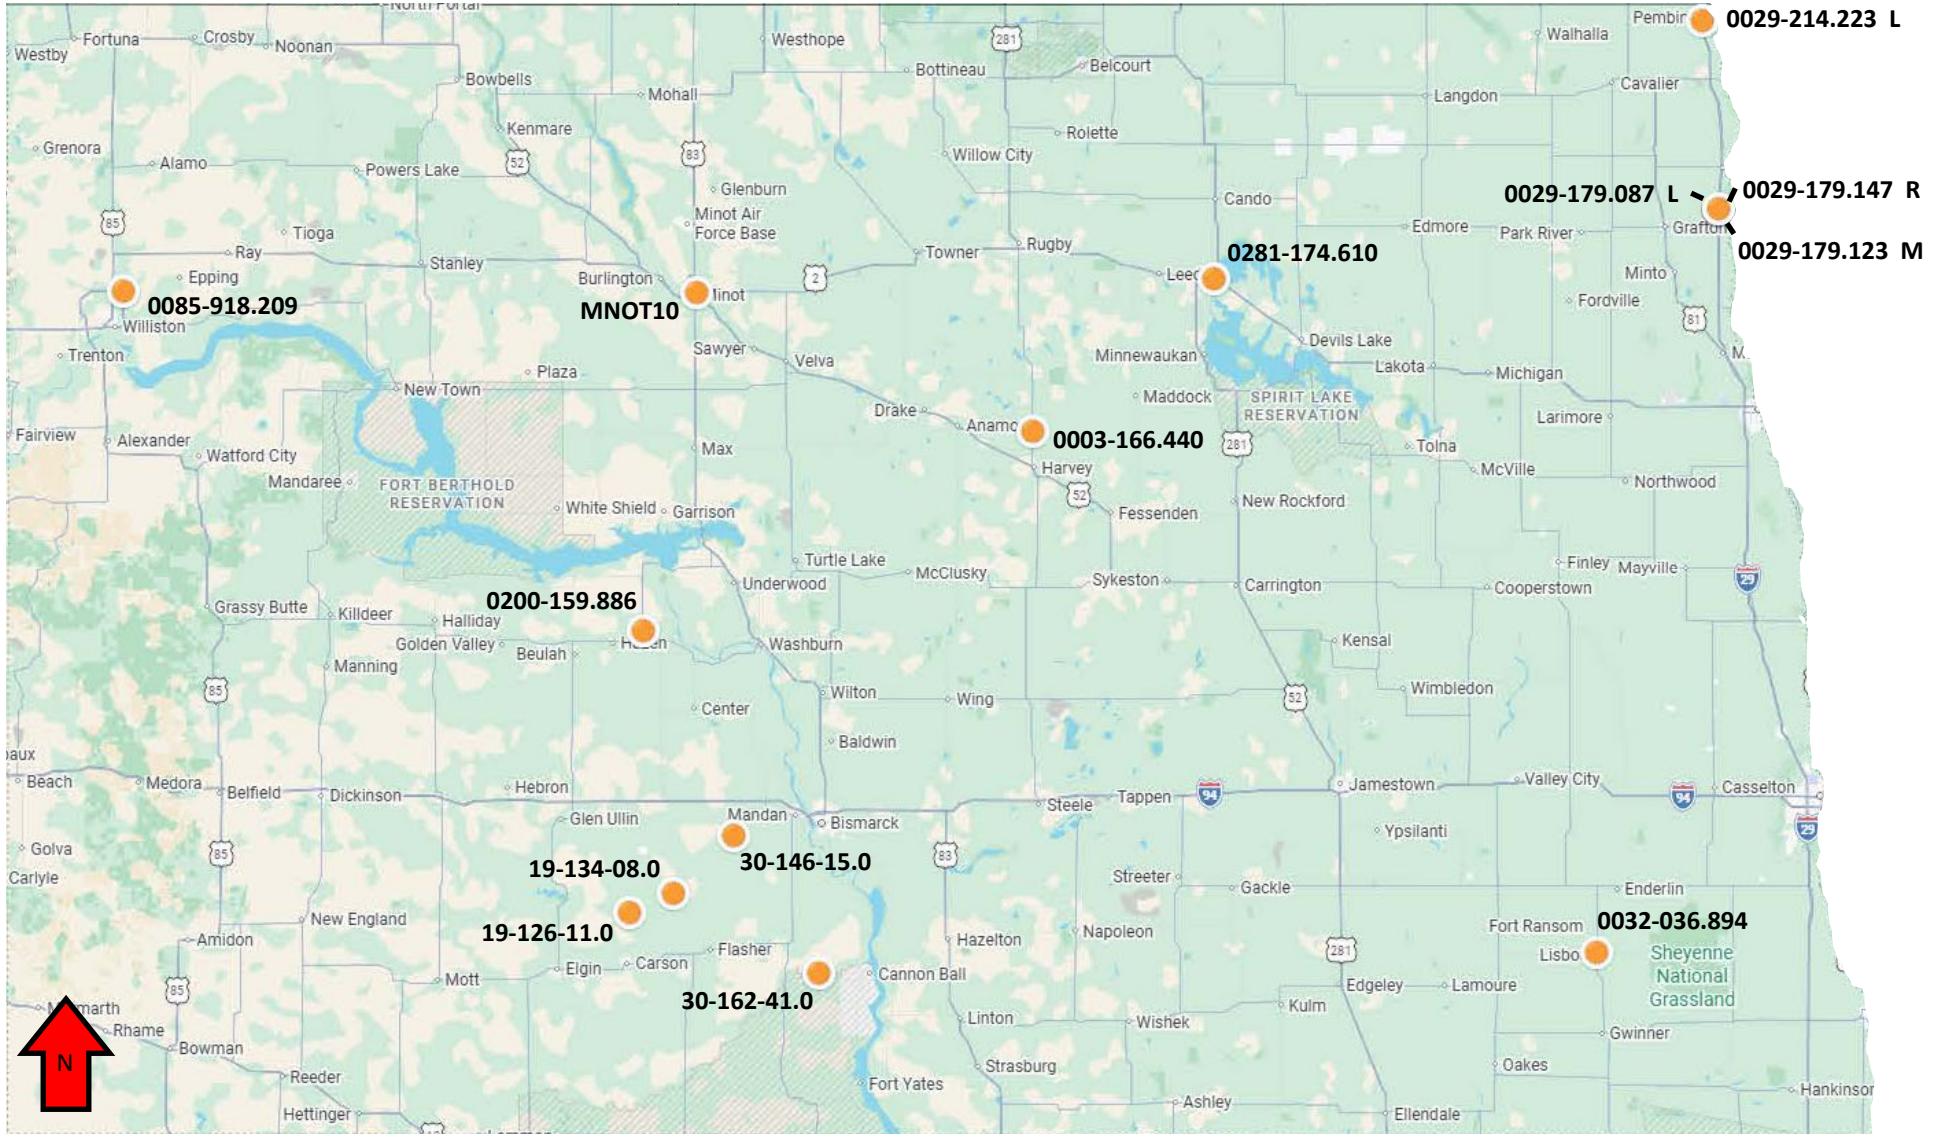 North Portal
Pembin
0029-214.223 L
Fortuna
Crosby
Noonan
Westhope
281
Walhalla
Westby
Bottineau
Belcourt
Bowbells
Cavalier
Mohall
Langdon
Kenmare
Rolette
Grenora
Alamo
52
83
Willow City
Powers Lake
Glenburn
0029-179.087 L
0029-179.147 R
Cando
85
Minot Air
Force Base
Tioga
Edmore
Park River
Grafton
Ray
Towner
Rugby
0281-174.610
0029-179.123 M
Stanley
Epping
Burlington
2
Leed
Minto
0085-918.209
MNOT10
Minot
Fordville
Williston
81
Trenton
Sawyer
Velva
Minnewaukan
Devils Lake
M.
Plaza
Lakota
Michigan
New Town
Maddock
SPIRIT LAKE
RESERVATION
Drake
Larimore
Fairview
Alexander
Anamo
0003-166.440
281
Tolna
Watford City
Max
Harvey
McVille
Mandaree
FORT BERTHOLD
RESERVATION
52
Northwood
White Shield
Garrison
Fessenden
New Rockford
Turtle Lake
Finley
Mayville
McClusky
Underwood
Sykeston
Carrington
Cooperstown
29
0200-159.886
Grassy Butte
Killdeer
Halliday
Golden Valley
Beulah
Hazen
Washburn
Kensal
Manning
85
Wilton
Wing
52
Wimbledon
Center
Baldwin
baux
Beach
Medora
Belfield
Dickinson
Hebron
Jamestown
Valley City
Casselton
94
94
Tappen
Steele
Glen Ullin
Mandan
Bismarck
Ypsilanti
29
Golva
85
83
30-146-15.0
19-134-08.0
Carlyle
Streeter
Gackle
Enderlin
New England
0032-036.894
Fort Ransom
19-126-11.0
Napoleon
Amidon
Hazelton
281
Lisbo
Sheyenne
National
Grassland
Flasher
Carson
Elgin
Mott
Cannon Ball
85
Edgeley
Lamoure
30-162-41.0
Kulm
marth
Linton
Wishek
Rhame
Gwinner
Bowman
N
Strasburg
Oakes
Reeder
Fort Yates
Hankinson
Hettinger
Ashley
Ellendale